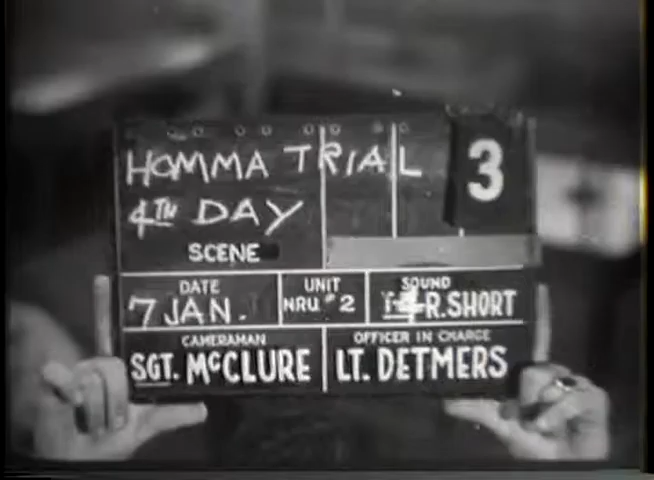 HOMMA TRIAL
3
4TH DAY
SCENE
DATE
7 JAN.
UNIT
NRU #2
SOUND
R. SHORT
CAMERAMAN
SGT. McCLURE
OFFICER IN CHARGE
LT. DETMERS